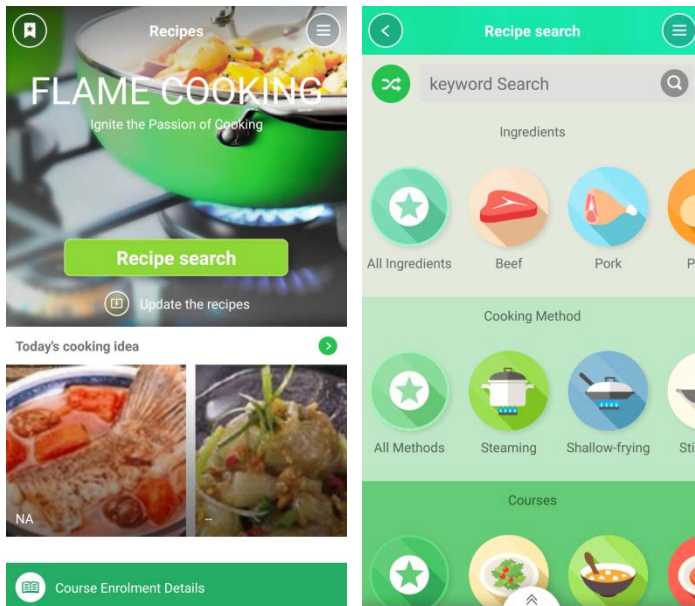 Recipes
FLAME COOKING
Ignite the Passion of Cooking
Recipe search
Update the recipes
Today's cooking idea
NA
--
Course Enrolment Details
Recipe search
keyword Search
Ingredients
All Ingredients
Beef
Pork
P
Cooking Method
All Methods
Steaming
Shallow-frying
Sti
Courses